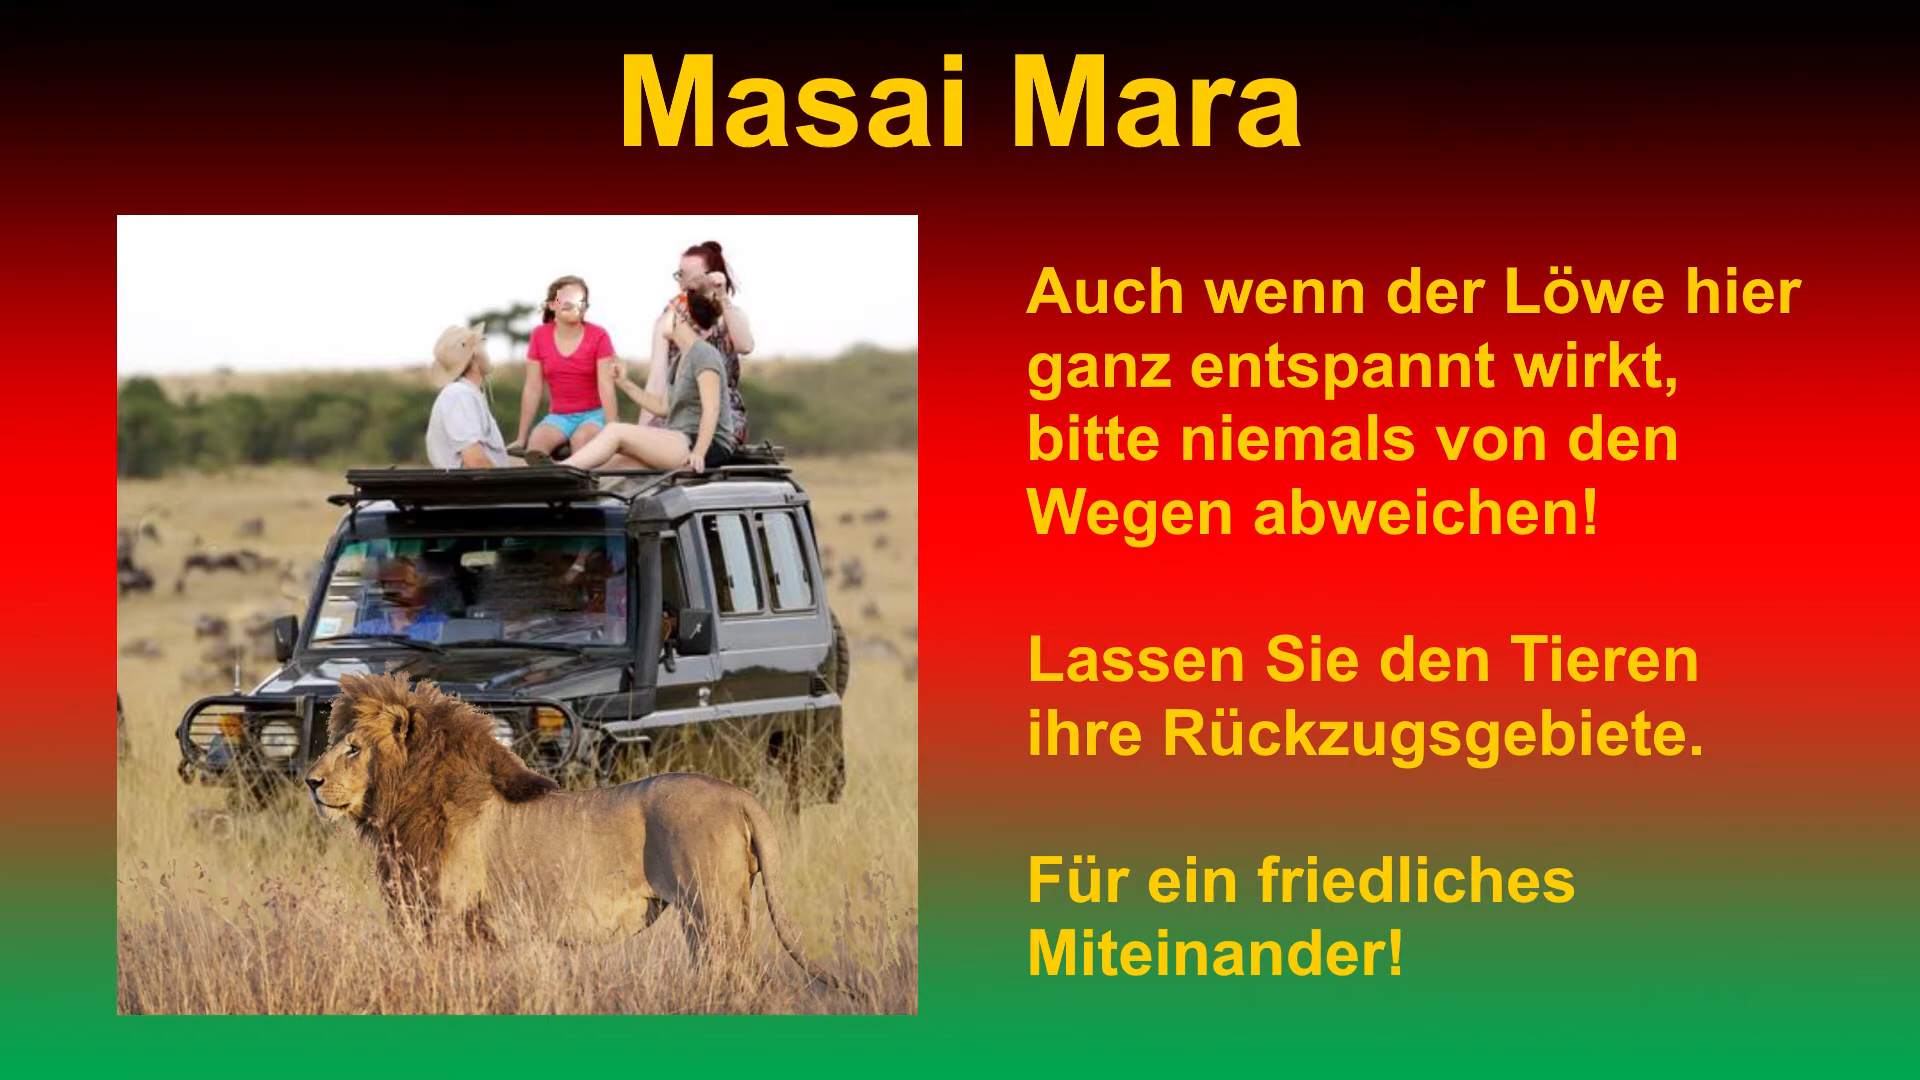 Masai Mara
Auch wenn der Löwe hier
ganz entspannt wirkt,
bitte niemals von den
Wegen abweichen!
Lassen Sie den Tieren
ihre Rückzugsgebiete.
Für ein friedliches
Miteinander!